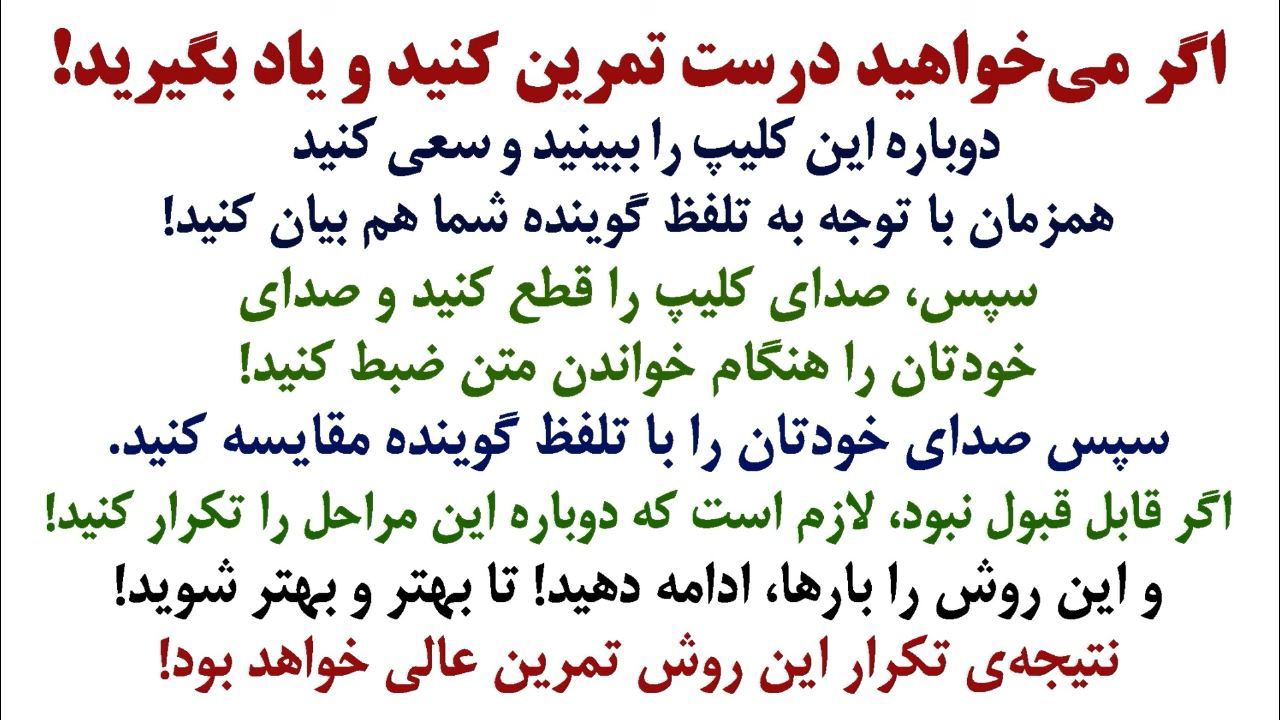 اگر می‌خواهید درست تمرین کنید و یاد بگیرید!
دوباره این کلیپ را ببینید و سعی کنید
همزمان با توجه به تلفظ گوینده شما هم بیان کنید!
سپس، صدای کلیپ را قطع کنید و صدای
خودتان را هنگام خواندن متن ضبط کنید!
سپس صدای خودتان را با تلفظ گوینده مقایسه کنید.
اگر قابل قبول نبود، لازم است که دوباره این مراحل را تکرار کنید!
و این روش را بارها، ادامه دهید! تا بهتر و بهتر شوید!
نتیجه‌ی تکرار این روش تمرین عالی خواهد بود!